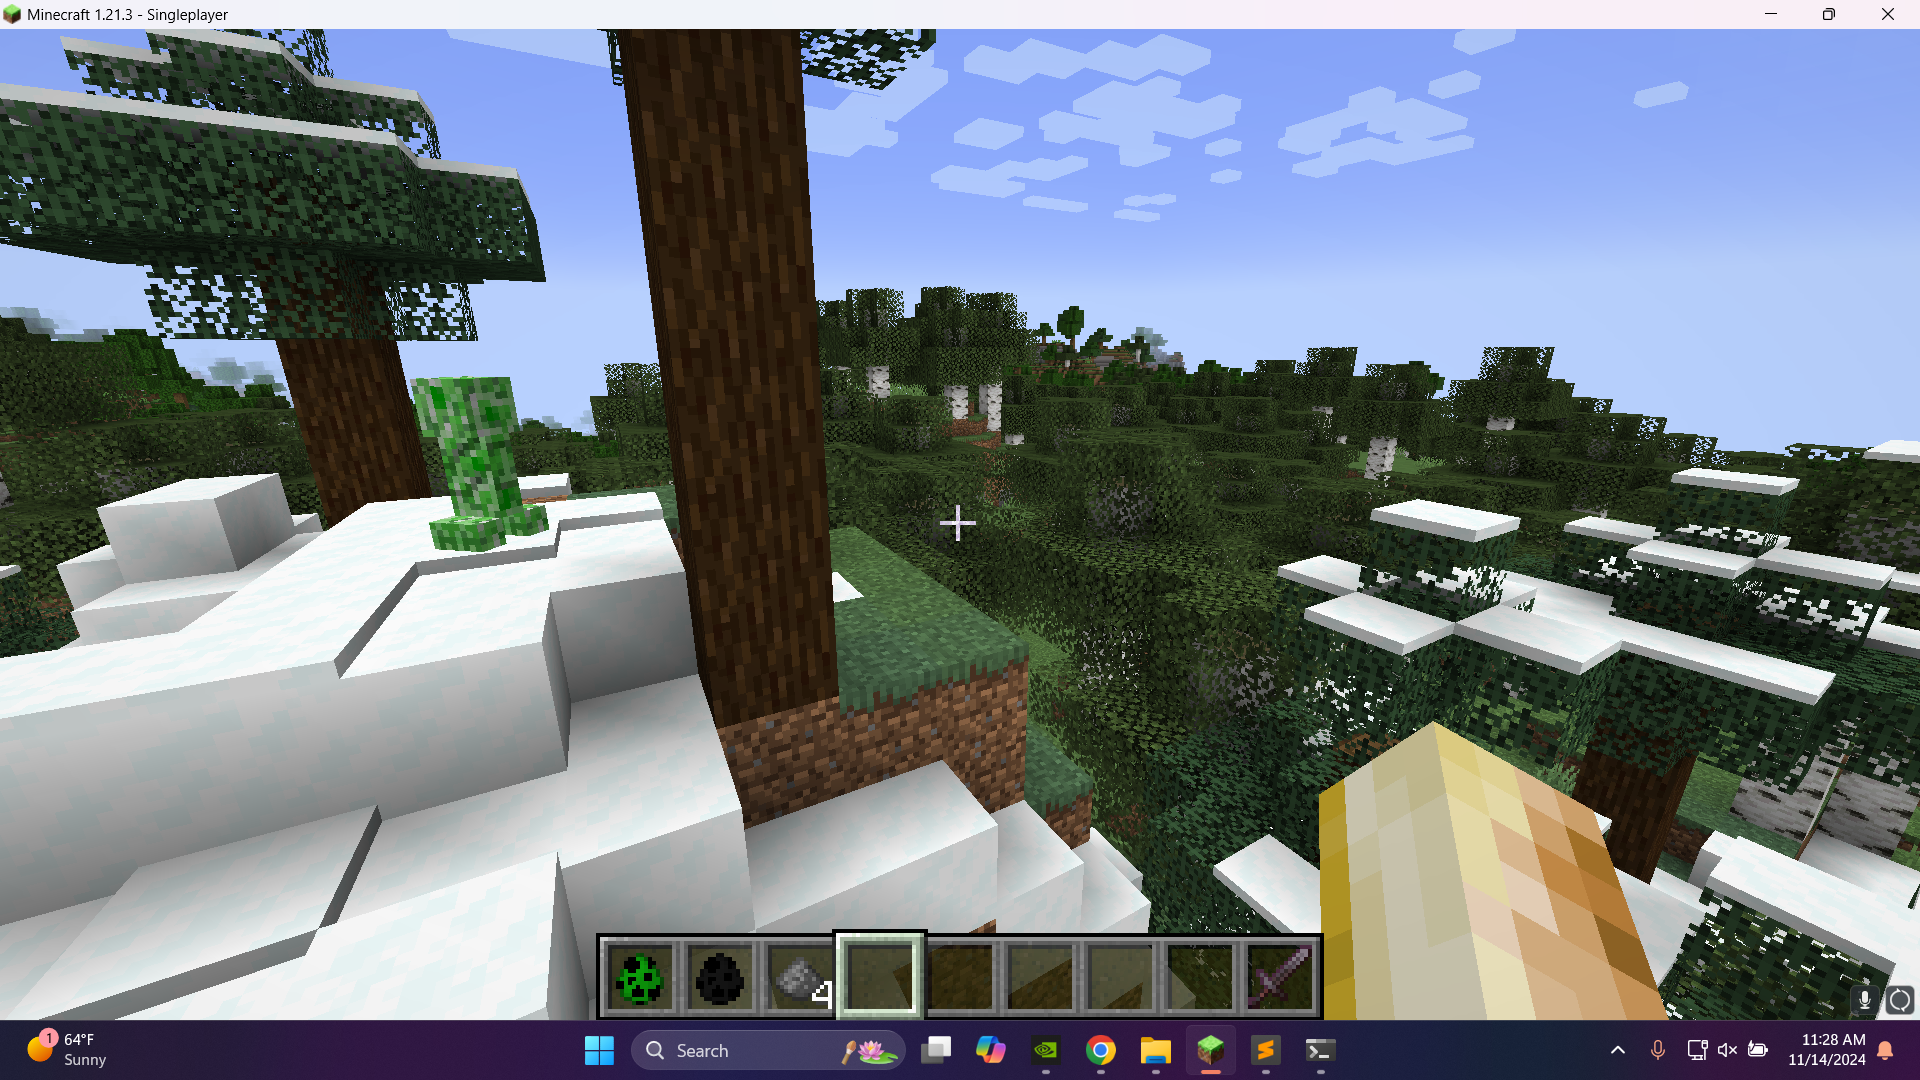 Minecraft 1.21.3 - Singleplayer
4
1
64°F
Sunny
Search
11:28 AM
11/14/2024